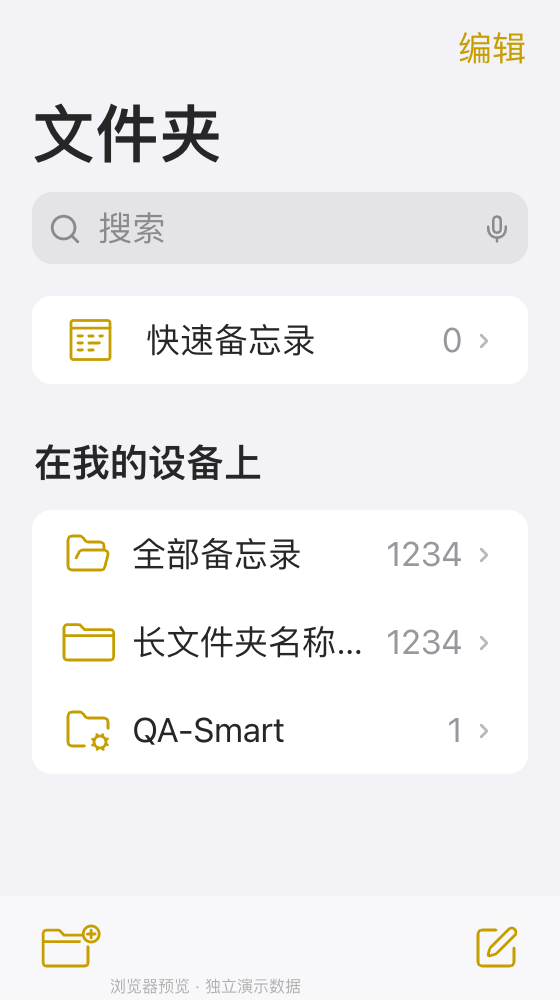 编辑
文件夹
搜索
快速备忘录 0
在我的设备上
全部备忘录 1234
长文件夹名称... 1234
QA-Smart 1
浏览器预览 · 独立演示数据